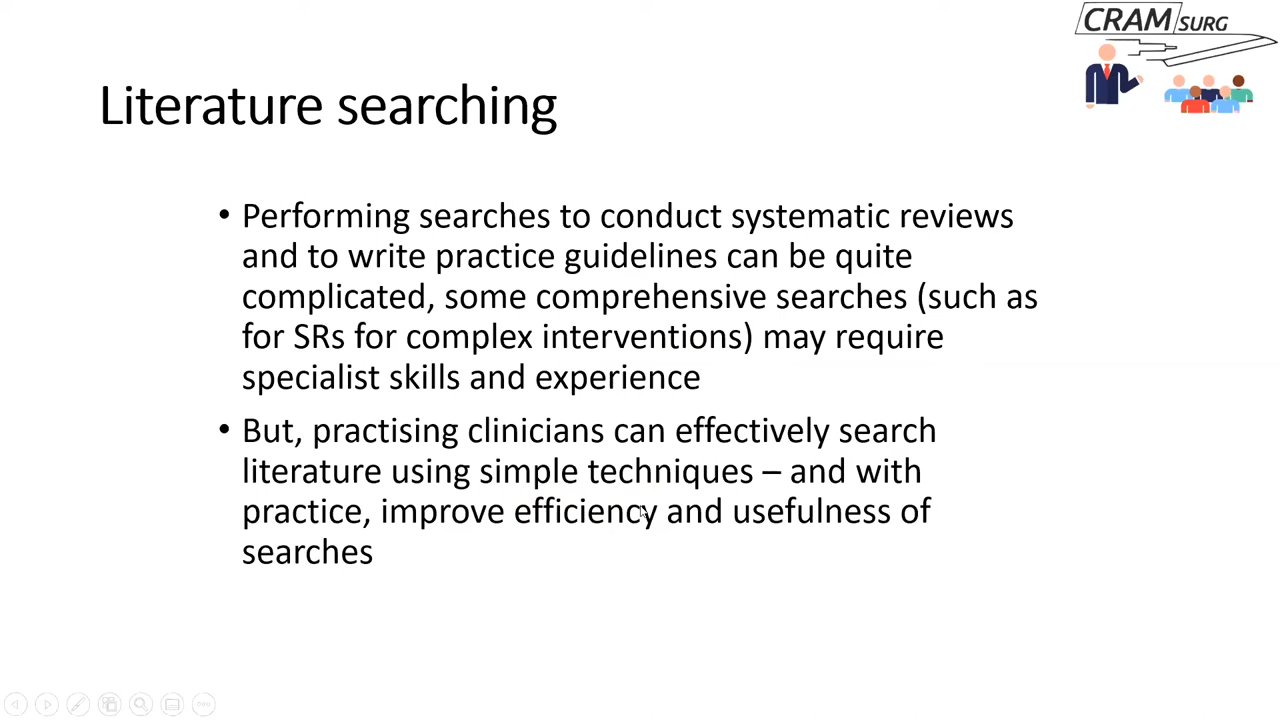 CRAM SURG
Literature searching
• Performing searches to conduct systematic reviews
and to write practice guidelines can be quite
complicated, some comprehensive searches (such as
for SRs for complex interventions) may require
specialist skills and experience
• But, practising clinicians can effectively search
literature using simple techniques – and with
practice, improve efficiency and usefulness of
searches